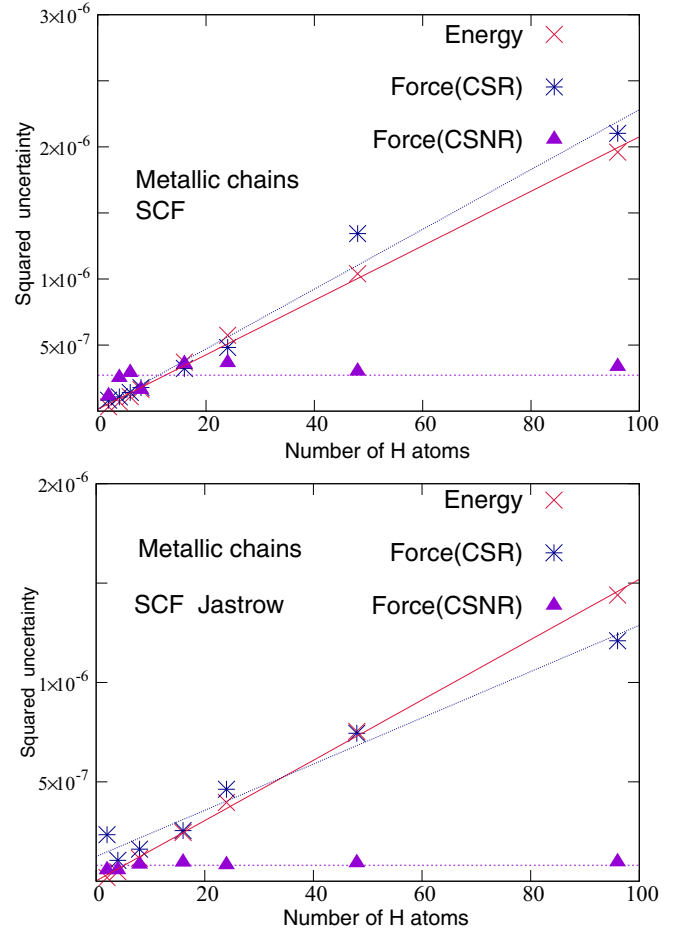 3×10⁻⁶
Energy
Force(CSR)
2×10⁻⁶
Force(CSNR)
Metallic chains
SCF
Squared uncertainty
1×10⁻⁶
5×10⁻⁷
0 20 40 60 80 100
Number of H atoms
2×10⁻⁶
Energy
Metallic chains
Force(CSR)
SCF Jastrow
Force(CSNR)
Squared uncertainty
1×10⁻⁶
5×10⁻⁷
0 20 40 60 80 100
Number of H atoms